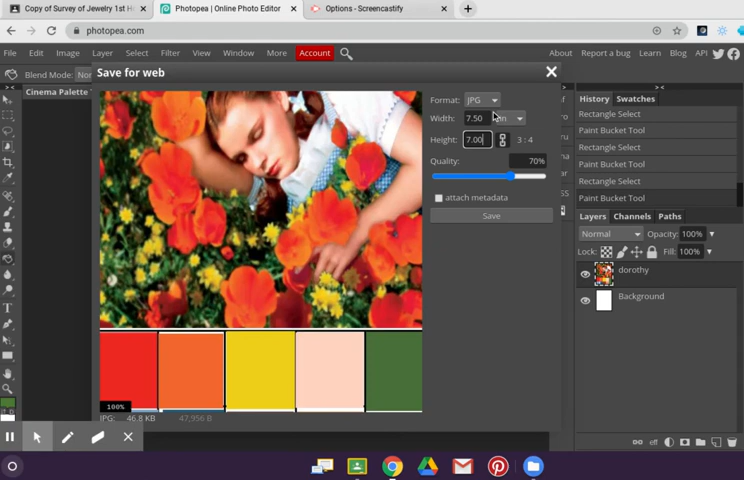 Copy of Survey of Jewelry 1st H
Photopea | Online Photo Editor
Options - Screencastify
photopea.com
File Edit Image Layer Select Filter View Window More Account
About Report a bug Learn Blog API
Blend Mode: Nor
Save for web
Cinema Palette
Format: JPG
Width: 7.50 in
Height: 7.00 3 : 4
Quality: 70%
attach metadata
Save
100%
JPG: 46.8 KB 47,956 B
History Swatches
Rectangle Select
Paint Bucket Tool
Rectangle Select
Paint Bucket Tool
Rectangle Select
Paint Bucket Tool
Layers Channels Paths
Normal Opacity: 100%
Lock: Fill: 100%
dorothy
Background
eff